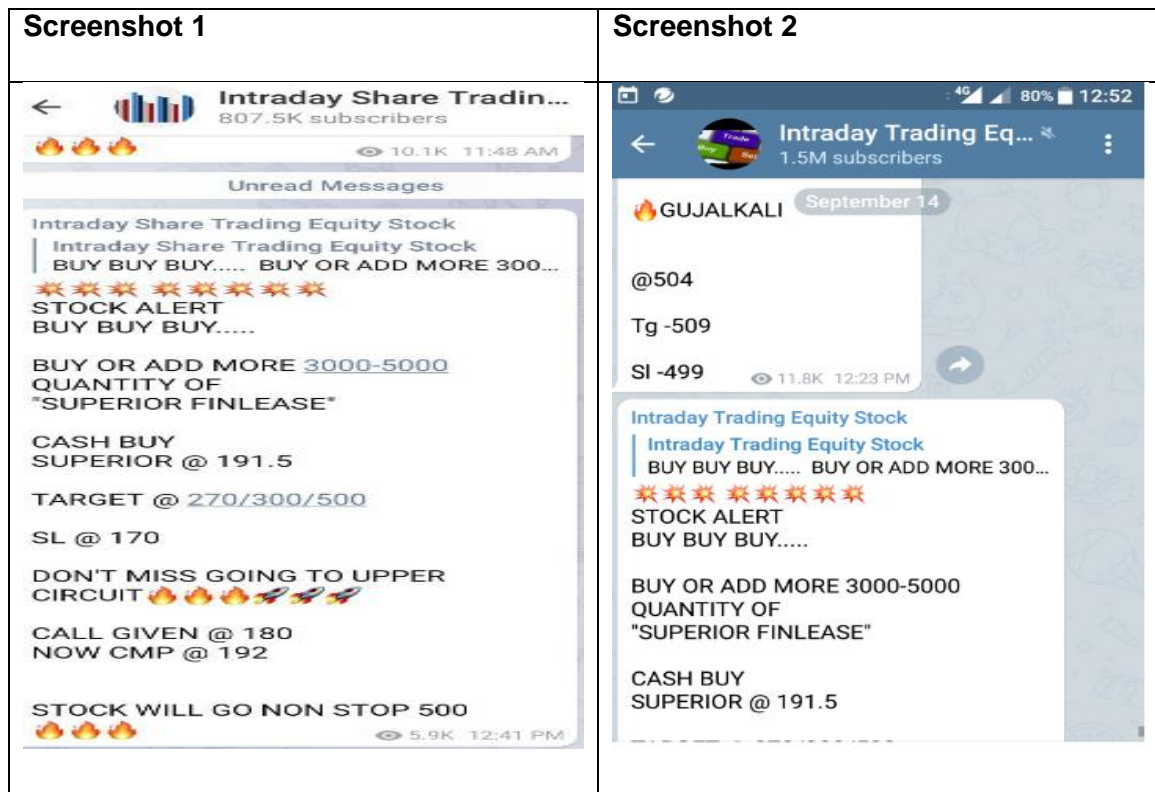 Screenshot 1
Intraday Share Tradin...
807.5K subscribers
🔥🔥🔥 10.1K 11:48 AM
Unread Messages
Intraday Share Trading Equity Stock
Intraday Share Trading Equity Stock
BUY BUY BUY..... BUY OR ADD MORE 300...
💥💥💥 💥💥💥💥💥
STOCK ALERT
BUY BUY BUY.....
BUY OR ADD MORE 3000-5000
QUANTITY OF
"SUPERIOR FINLEASE"
CASH BUY
SUPERIOR @ 191.5
TARGET @ 270/300/500
SL @ 170
DON'T MISS GOING TO UPPER
CIRCUIT🔥🔥🔥🚀🚀🚀
CALL GIVEN @ 180
NOW CMP @ 192
STOCK WILL GO NON STOP 500
🔥🔥🔥 5.9K 12:41 PM
Screenshot 2
4G 80% 12:52
Intraday Trading Eq...
1.5M subscribers
September 14
🔥GUJALKALI
@504
Tg -509
Sl -499 11.8K 12:23 PM
Intraday Trading Equity Stock
Intraday Trading Equity Stock
BUY BUY BUY..... BUY OR ADD MORE 300...
💥💥💥 💥💥💥💥💥
STOCK ALERT
BUY BUY BUY.....
BUY OR ADD MORE 3000-5000
QUANTITY OF
"SUPERIOR FINLEASE"
CASH BUY
SUPERIOR @ 191.5